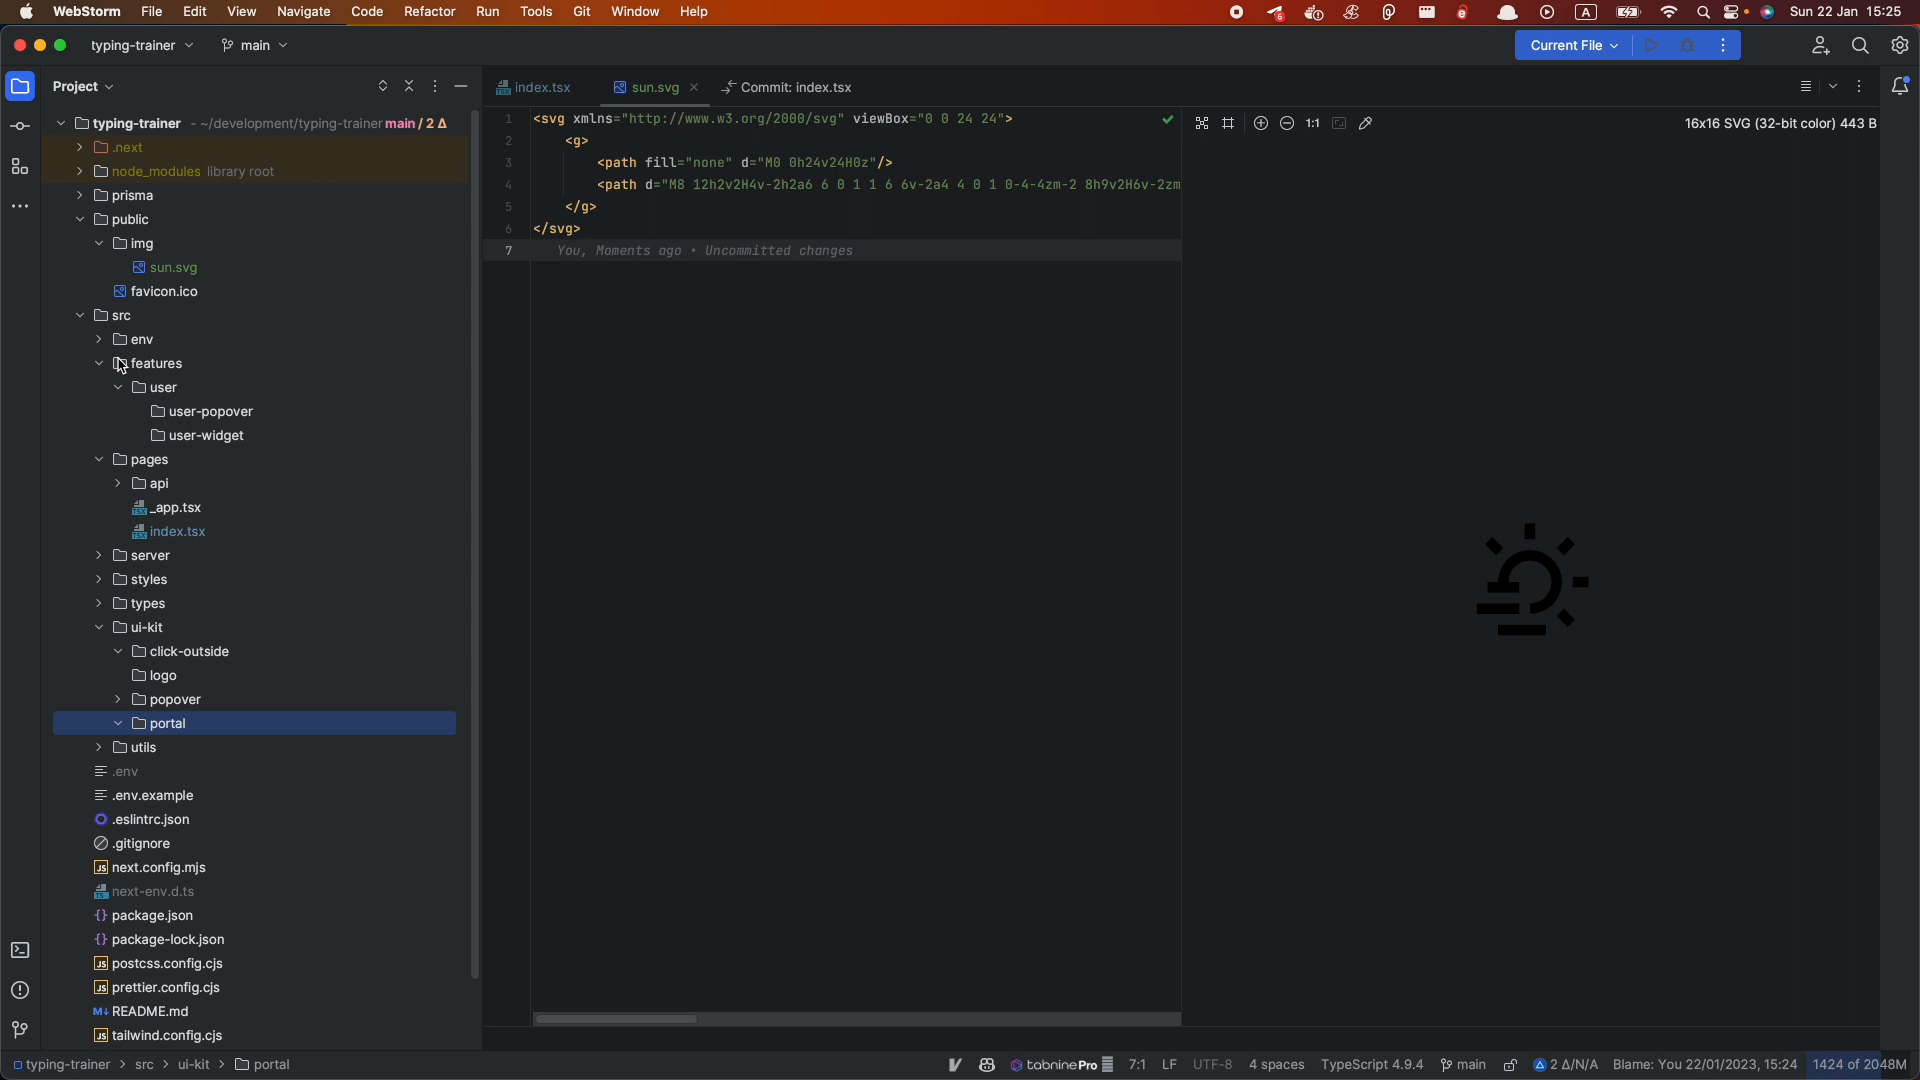 WebStorm File Edit View Navigate Code Refactor Run Tools Git Window Help A Sun 22 Jan 15:25
typing-trainer main Current File
Project index.tsx sun.svg Commit: index.tsx
typing-trainer - ~/development/typing-trainer main / 2 Δ
.next
node_modules library root
prisma
public
img
sun.svg
favicon.ico
src
env
features
user
user-popover
user-widget
pages
api
_app.tsx
index.tsx
server
styles
types
ui-kit
click-outside
logo
popover
portal
utils
.env
.env.example
.eslintrc.json
.gitignore
next.config.mjs
next-env.d.ts
package.json
package-lock.json
postcss.config.cjs
prettier.config.cjs
README.md
tailwind.config.cjs
1 <svg xmlns="http://www.w3.org/2000/svg" viewBox="0 0 24 24">
2 <g>
3 <path fill="none" d="M0 0h24v24H0z"/>
4 <path d="M8 12h2v2H4v-2h2a6 6 0 1 1 6 6v-2a4 4 0 1 0-4-4zm-2 8h9v2H6v-2zm
5 </g>
6 </svg>
7 You, Moments ago • Uncommitted changes
1:1 16x16 SVG (32-bit color) 443 B
typing-trainer > src > ui-kit > portal tabninePro 7:1 LF UTF-8 4 spaces TypeScript 4.9.4 main 2 Δ/N/A Blame: You 22/01/2023, 15:24 1424 of 2048M